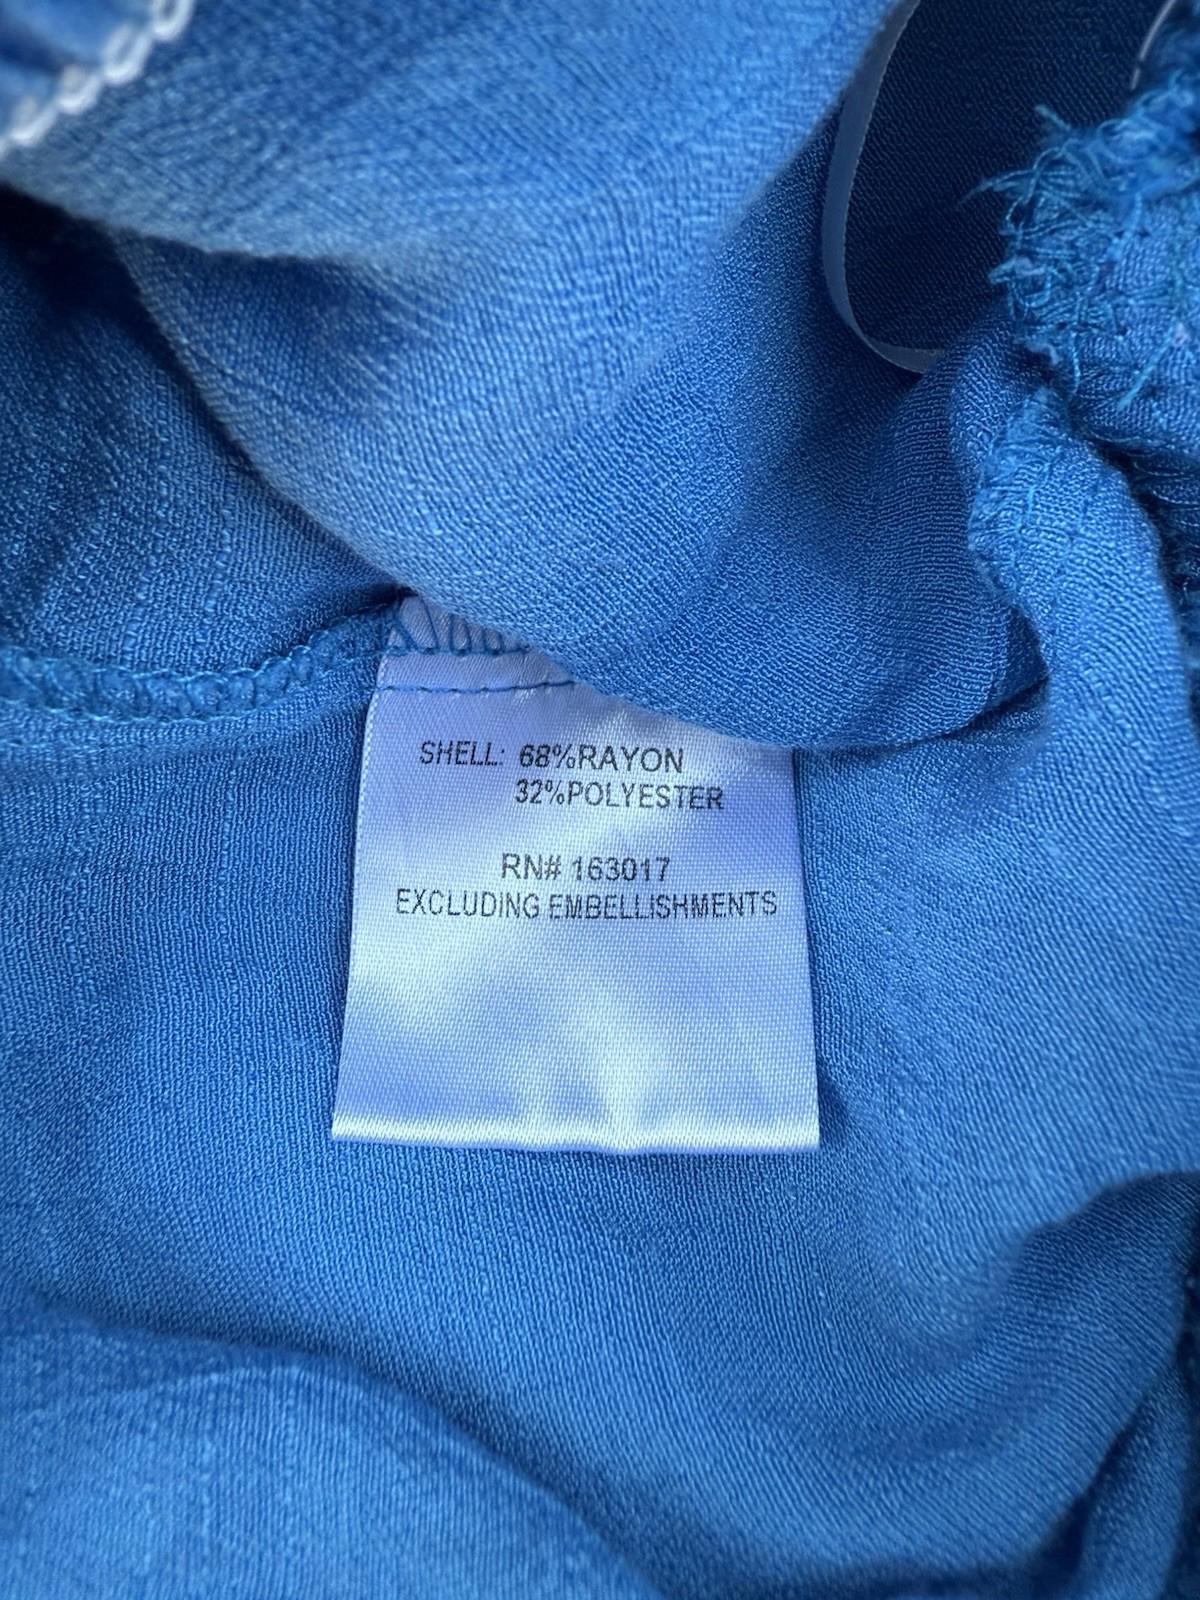 SHELL: 68%RAYON
32%POLYESTER
RN# 163017
EXCLUDING EMBELLISHMENTS